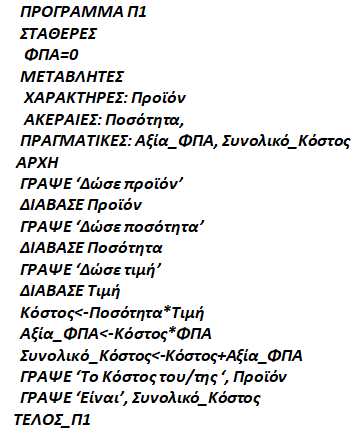 ΠΡΟΓΡΑΜΜΑ Π1
ΣΤΑΘΕΡΕΣ
ΦΠΑ=0
ΜΕΤΑΒΛΗΤΕΣ
ΧΑΡΑΚΤΗΡΕΣ: Προϊόν
ΑΚΕΡΑΙΕΣ: Ποσότητα,
ΠΡΑΓΜΑΤΙΚΕΣ: Αξία_ΦΠΑ, Συνολικό_Κόστος
ΑΡΧΗ
ΓΡΑΨΕ ‘Δώσε προϊόν’
ΔΙΑΒΑΣΕ Προϊόν
ΓΡΑΨΕ ‘Δώσε ποσότητα’
ΔΙΑΒΑΣΕ Ποσότητα
ΓΡΑΨΕ ‘Δώσε τιμή’
ΔΙΑΒΑΣΕ Τιμή
Κόστος<-Ποσότητα*Τιμή
Αξία_ΦΠΑ<-Κόστος*ΦΠΑ
Συνολικό_Κόστος<-Κόστος+Αξία_ΦΠΑ
ΓΡΑΨΕ ‘Το Κόστος του/της ‘, Προϊόν
ΓΡΑΨΕ ‘Είναι’, Συνολικό_Κόστος
ΤΕΛΟΣ_Π1